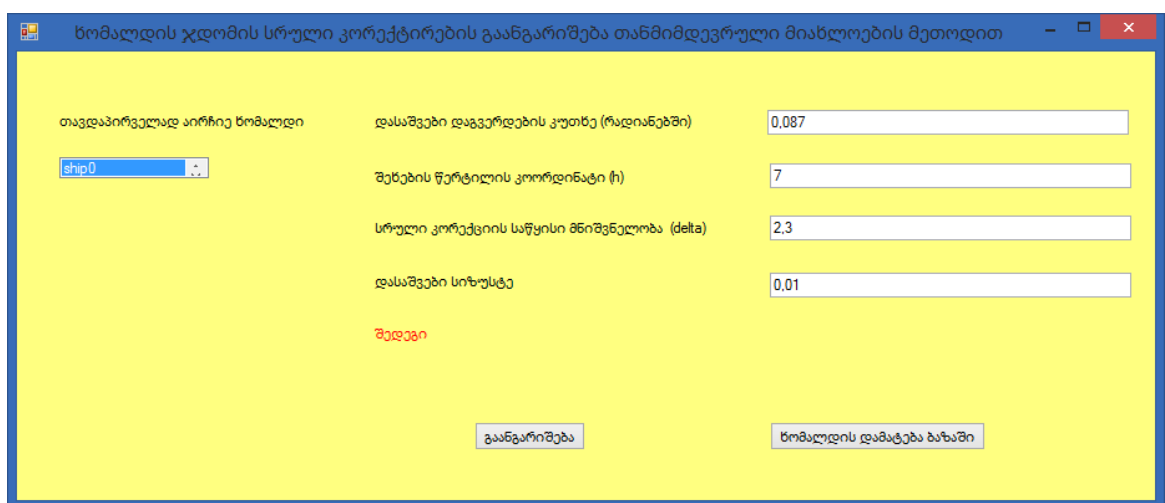 ხომალდის ჯდომის სრული კორექტირების გაანგარიშება თანმიმდევრული მიახლოების მეთოდით
თავდაპირველად აირჩიე ხომალდი
ship0
დასაშვები დაგვერდების კუთხე (რადიანებში)
0,087
შეხების წერტილის კოორდინატი (h)
7
სრული კორექციის საწყისი მნიშვნელობა (delta)
2,3
დასაშვები სიზუსტე
0,01
შედეგი
გაანგარიშება
ხომალდის დამატება ბაზაში